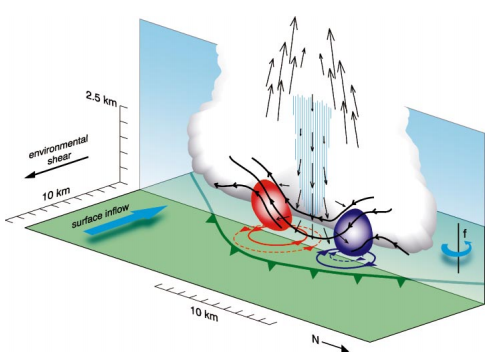 2.5 km
environmental
shear
10 km
surface inflow
f
10 km
N